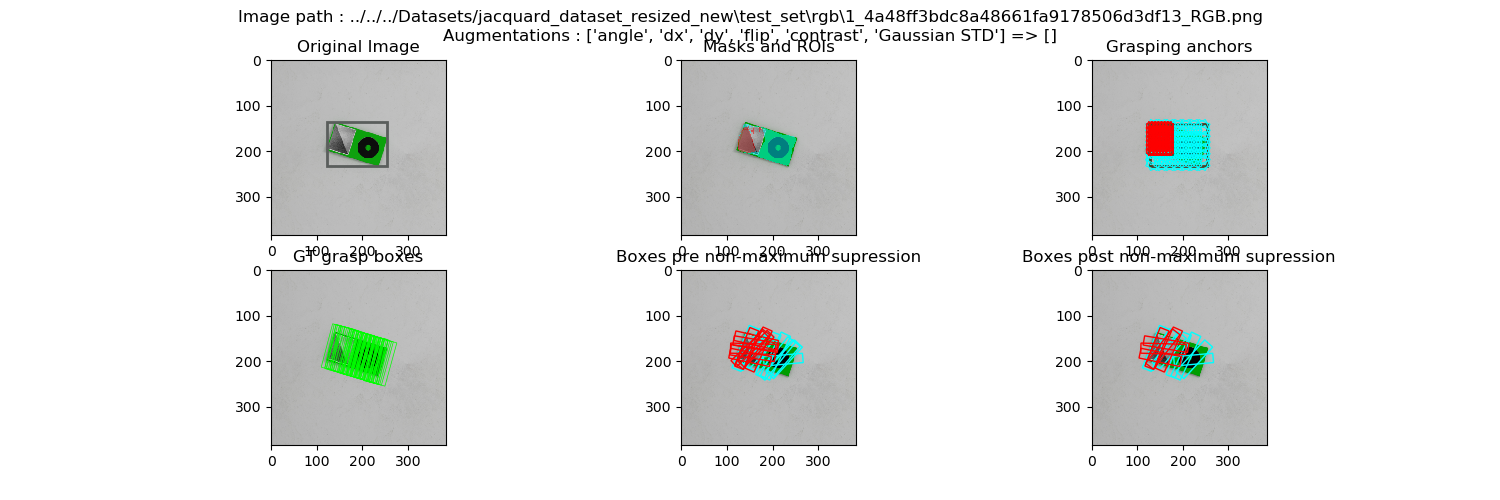 Image path : ../../../Datasets/jacquard_dataset_resized_new\test_set\rgb\1_4a48ff3bdc8a48661fa9178506d3df13_RGB.png
Augmentations : ['angle', 'dx', 'dy', 'flip', 'contrast', 'Gaussian STD'] => []
Original Image
0
100
200
300
0 100 200 300
Masks and ROIs
0
100
200
300
0 100 200 300
Grasping anchors
0
100
200
300
0 100 200 300
GT grasp boxes
0
100
200
300
0 100 200 300
Boxes pre non-maximum supression
0
100
200
300
0 100 200 300
Boxes post non-maximum supression
0
100
200
300
0 100 200 300